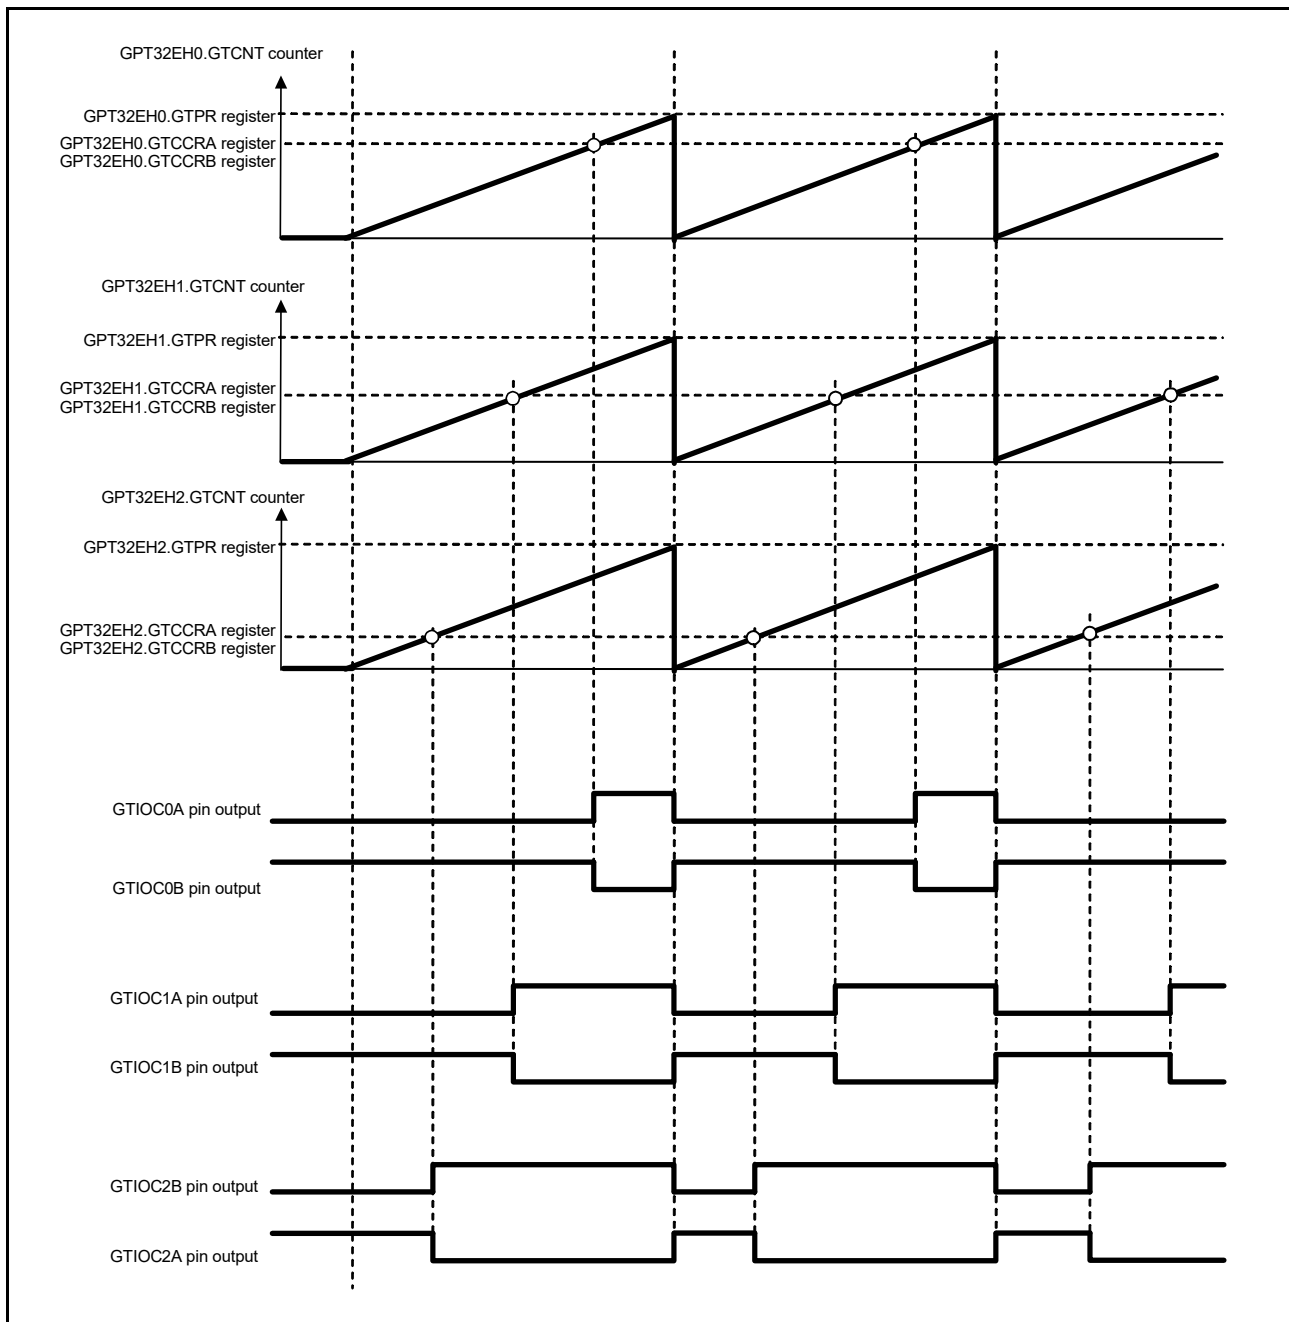 GPT32EH0.GTCNT counter
GPT32EH0.GTPR register
GPT32EH0.GTCCRA register
GPT32EH0.GTCCRB register
GPT32EH1.GTCNT counter
GPT32EH1.GTPR register
GPT32EH1.GTCCRA register
GPT32EH1.GTCCRB register
GPT32EH2.GTCNT counter
GPT32EH2.GTPR register
GPT32EH2.GTCCRA register
GPT32EH2.GTCCRB register
GTIOC0A pin output
GTIOC0B pin output
GTIOC1A pin output
GTIOC1B pin output
GTIOC2B pin output
GTIOC2A pin output